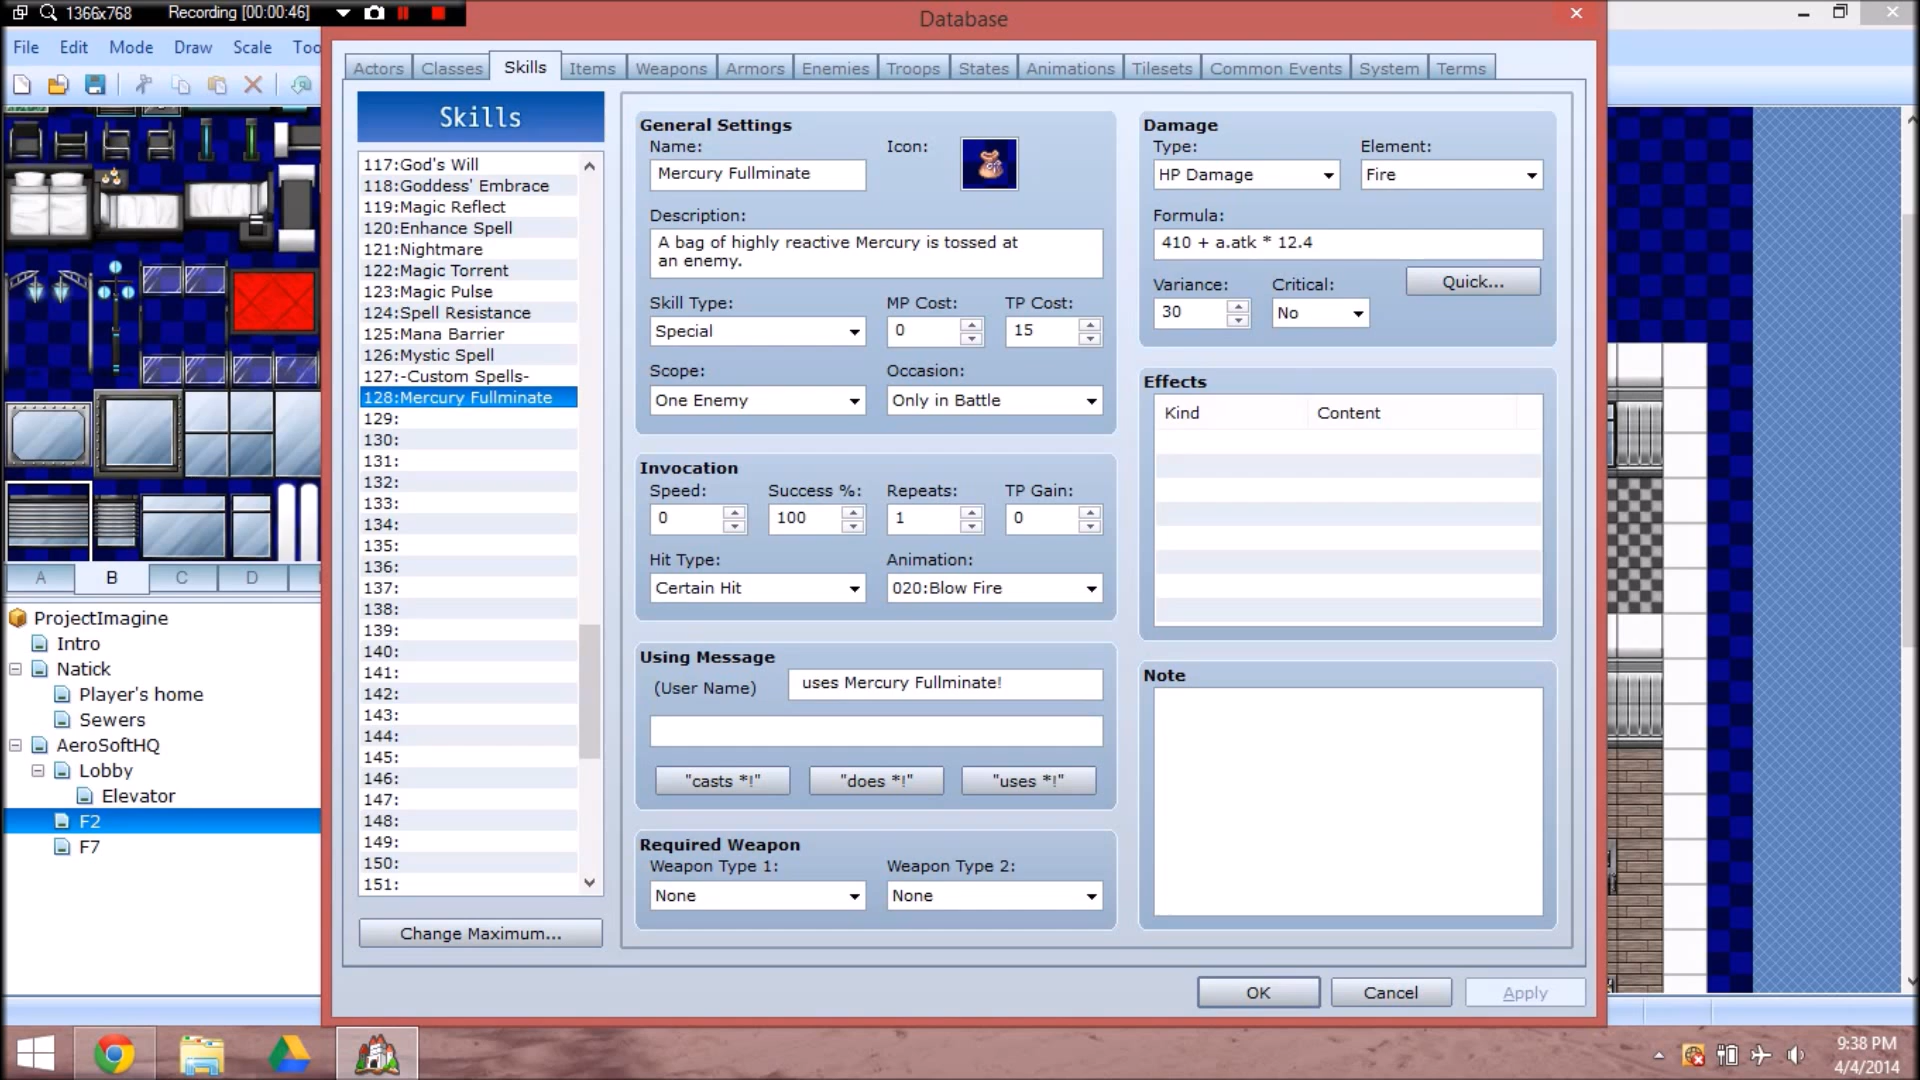 1366x768 Recording [00:00:46]
Database
File Edit Mode Draw Scale Too
Actors Classes Skills Items Weapons Armors Enemies Troops States Animations Tilesets Common Events System Terms
Skills
117:God's Will
118:Goddess' Embrace
119:Magic Reflect
120:Enhance Spell
121:Nightmare
122:Magic Torrent
123:Magic Pulse
124:Spell Resistance
125:Mana Barrier
126:Mystic Spell
127:-Custom Spells-
128:Mercury Fullminate
129:
130:
131:
132:
133:
134:
135:
136:
137:
138:
139:
140:
141:
142:
143:
144:
145:
146:
147:
148:
149:
150:
151:
Change Maximum...
General Settings
Name: Icon:
Mercury Fullminate
Description:
A bag of highly reactive Mercury is tossed at
an enemy.
Skill Type: MP Cost: TP Cost:
Special 0 15
Scope: Occasion:
One Enemy Only in Battle
Invocation
Speed: Success %: Repeats: TP Gain:
0 100 1 0
Hit Type: Animation:
Certain Hit 020:Blow Fire
Using Message
(User Name) uses Mercury Fullminate!
"casts *!" "does *!" "uses *!"
Required Weapon
Weapon Type 1: Weapon Type 2:
None None
Damage
Type: Element:
HP Damage Fire
Formula:
410 + a.atk * 12.4
Variance: Critical: Quick...
30 No
Effects
Kind Content
Note
OK Cancel Apply
A B C D
ProjectImagine
Intro
Natick
Player's home
Sewers
AeroSoftHQ
Lobby
Elevator
F2
F7
9:38 PM
4/4/2014